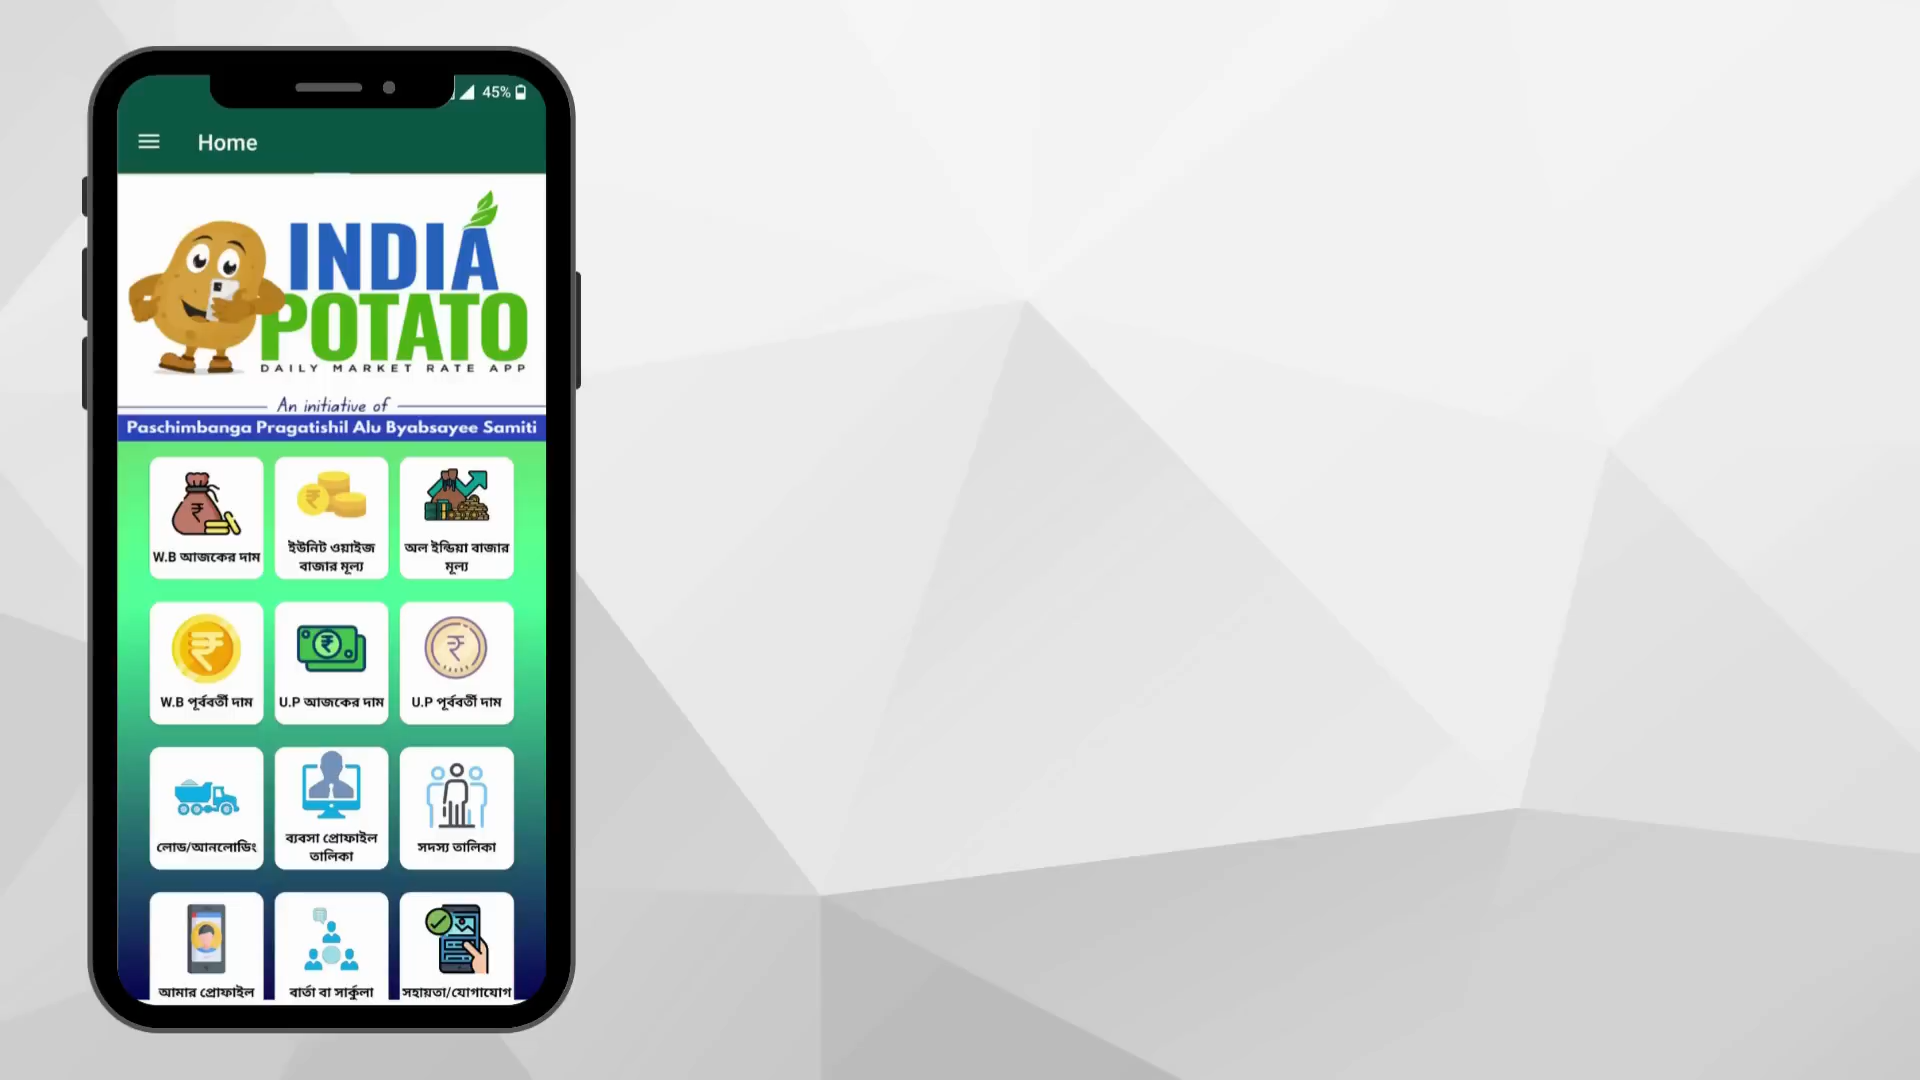 45%
Home
INDIA
POTATO
DAILY MARKET RATE APP
An initiative of
Paschimbanga Pragatishil Alu Byabsayee Samiti
W.B আজকের দাম
ইউনিট ওয়াইজ
বাজার মূল্য
অল ইন্ডিয়া বাজার
মূল্য
W.B পূর্ববর্তী দাম
U.P আজকের দাম
U.P পূর্ববর্তী দাম
লোড/আনলোডিং
ব্যবসা প্রোফাইল
তালিকা
সদস্য তালিকা
আমার প্রোফাইল
বার্তা বা সার্কুলা
সহায়তা/যোগাযোগ